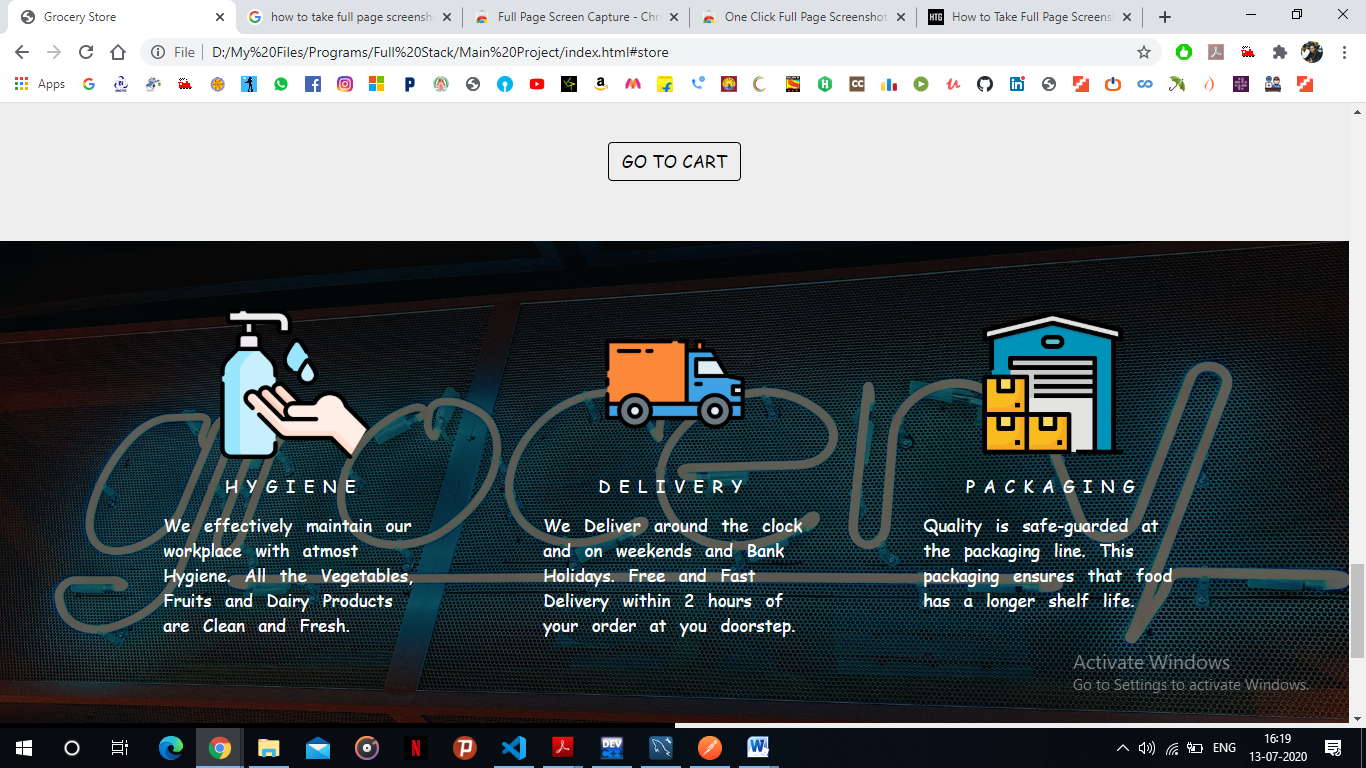 Grocery Store
how to take full page screensh
Full Page Screen Capture - Chr
One Click Full Page Screenshot
HTG
How to Take Full Page Screens
File
D:/My%20Files/Programs/Full%20Stack/Main%20Project/index.html#store
Apps
GO TO CART
grocery
HYGIENE
We effectively maintain our
workplace with atmost
Hygiene. All the Vegetables,
Fruits and Dairy Products
are Clean and Fresh.
DELIVERY
We Deliver around the clock
and on weekends and Bank
Holidays. Free and Fast
Delivery within 2 hours of
your order at you doorstep.
PACKAGING
Quality is safe-guarded at
the packaging line. This
packaging ensures that food
has a longer shelf life.
Activate Windows
Go to Settings to activate Windows.
ENG
16:19
13-07-2020